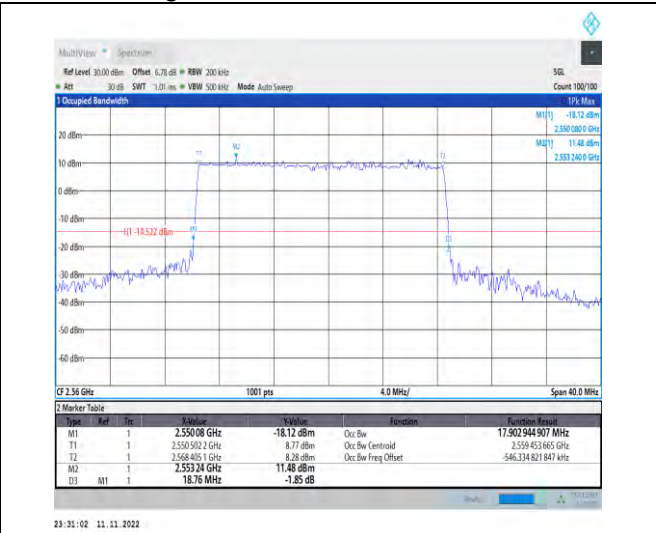 MultiView Spectrum
Ref Level 30.00 dBm Offset 6.78 dB RBW 200 kHz SGL
Att 30 dB SWT 1.01 ms VBW 500 kHz Mode Auto Sweep Count 100/100
1 Occupied Bandwidth 1Pk Max
M1[1] -18.12 dBm
2.550 080 0 GHz
M2[1] 11.48 dBm
2.553 240 0 GHz
20 dBm
M2
T1 T2
10 dBm
0 dBm
-10 dBm
H1 -14.522 dBm M1
-20 dBm
D3
-30 dBm
-40 dBm
-50 dBm
-60 dBm
CF 2.56 GHz 1001 pts 4.0 MHz/ Span 40.0 MHz
2 Marker Table
Type Ref Trc X-Value Y-Value Function Function Result
M1 1 2.55008 GHz -18.12 dBm Occ Bw 17.902 944 907 MHz
T1 1 2.550 502 2 GHz 8.77 dBm Occ Bw Centroid 2.559 453 665 GHz
T2 1 2.568 405 1 GHz 8.28 dBm Occ Bw Freq Offset -546.334 821 847 kHz
M2 1 2.55324 GHz 11.48 dBm
D3 M1 1 18.76 MHz -1.85 dB
23:31:02 11.11.2022